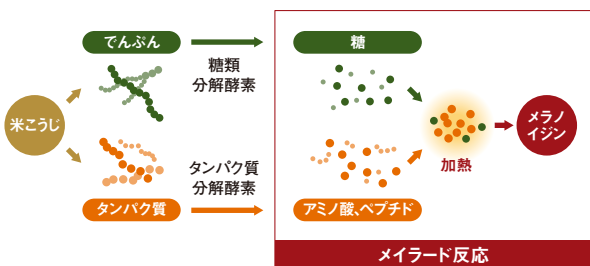 でんぷん
糖類
分解酵素
糖
米こうじ
メラノ
イジン
加熱
タンパク質
分解酵素
タンパク質
アミノ酸、ペプチド
メイラード反応